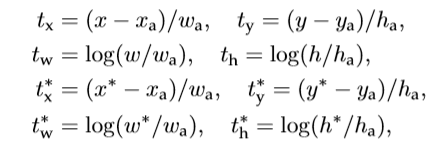 t_x = (x − x_a)/w_a, t_y = (y − y_a)/h_a,
t_w = log(w/w_a), t_h = log(h/h_a),
t*_x = (x* − x_a)/w_a, t*_y = (y* − y_a)/h_a,
t*_w = log(w*/w_a), t*_h = log(h*/h_a),